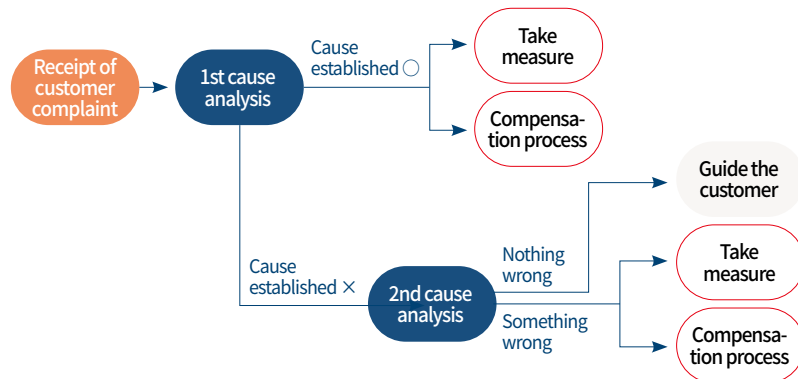 Receipt of
customer
complaint
1st cause
analysis
Cause
established ○
Take
measure
Compensa-
tion process
Cause
established ×
2nd cause
analysis
Nothing
wrong
Something
wrong
Guide the
customer
Take
measure
Compensa-
tion process